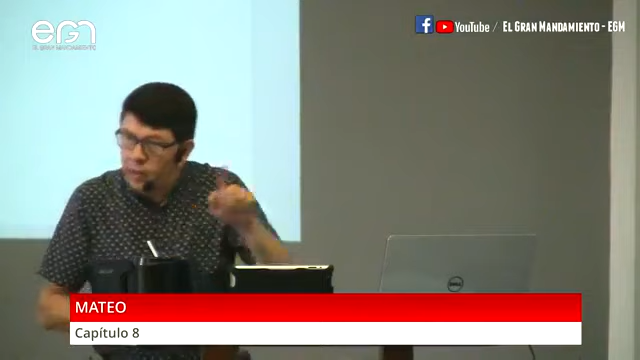 EGM
EL GRAN MANDAMIENTO
YouTube / EL GRAN MANDAMIENTO - EGM
DELL
MATEO
Capítulo 8